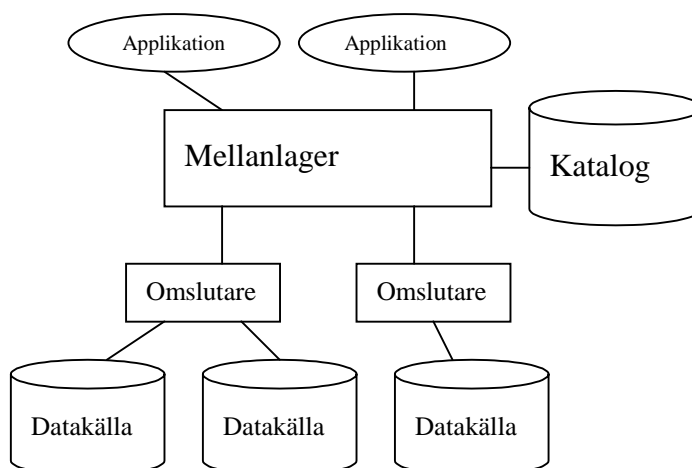 Applikation
Applikation
Mellanlager
Katalog
Omslutare
Omslutare
Datakälla
Datakälla
Datakälla